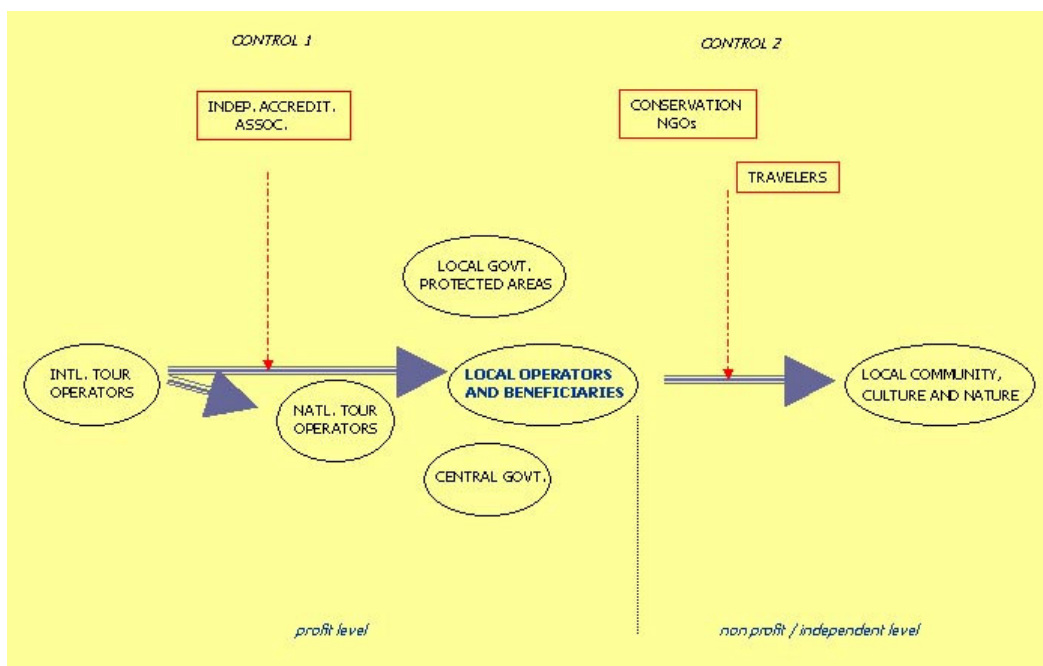 CONTROL 1
CONTROL 2
INDEP. ACCREDIT.
ASSOC.
CONSERVATION
NGOs
TRAVELERS
LOCAL GOVT.
PROTECTED AREAS
INTL. TOUR
OPERATORS
NATL. TOUR
OPERATORS
LOCAL OPERATORS
AND BENEFICIARIES
LOCAL COMMUNITY,
CULTURE AND NATURE
CENTRAL GOVT.
profit level
non profit / independent level